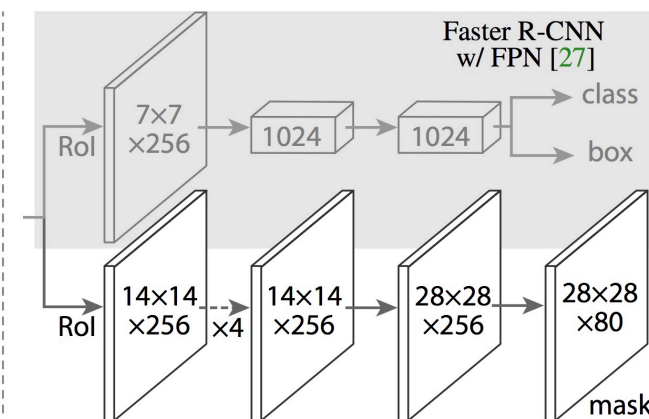 Faster R-CNN
w/ FPN [27]
RoI
7×7
×256
1024
1024
class
box
RoI
14×14
×256
×4
14×14
×256
28×28
×256
28×28
×80
mask